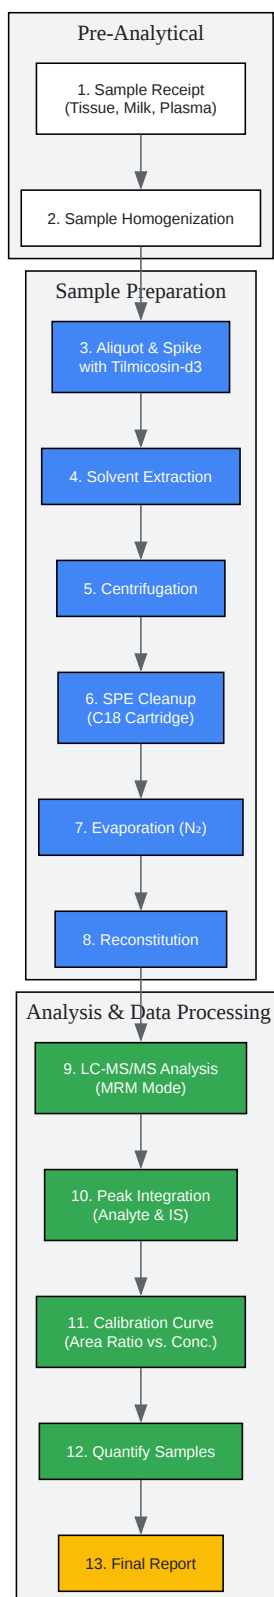 Pre-Analytical
1. Sample Receipt
(Tissue, Milk, Plasma)
2. Sample Homogenization
Sample Preparation
3. Aliquot & Spike
with Tilmicosin-d3
4. Solvent Extraction
5. Centrifugation
6. SPE Cleanup
(C18 Cartridge)
7. Evaporation (N₂)
8. Reconstitution
Analysis & Data Processing
9. LC-MS/MS Analysis
(MRM Mode)
10. Peak Integration
(Analyte & IS)
11. Calibration Curve
(Area Ratio vs. Conc.)
12. Quantify Samples
13. Final Report